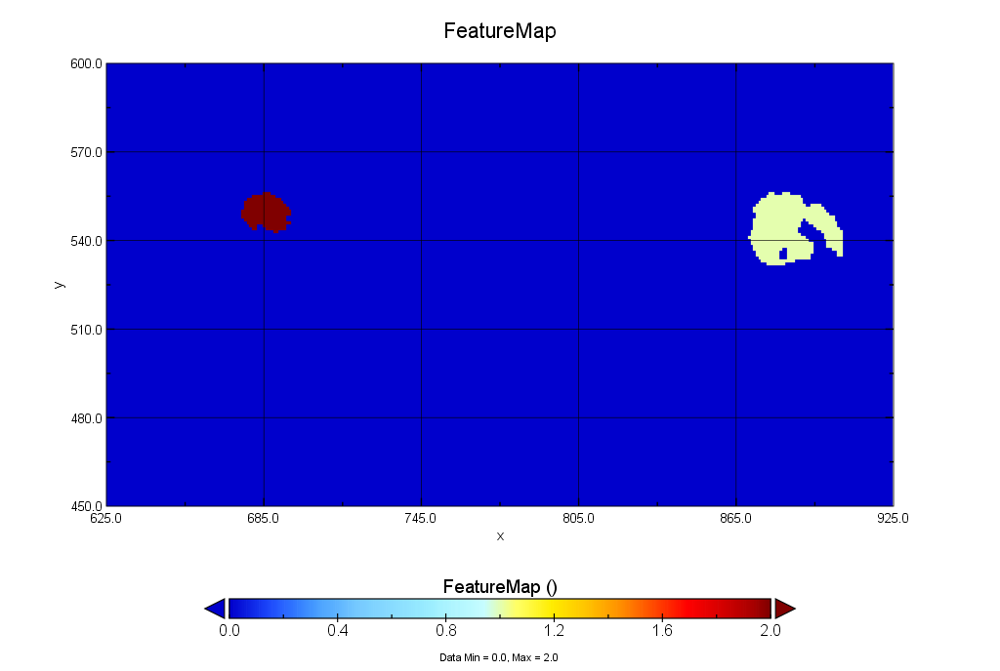 FeatureMap
600.0
570.0
540.0
510.0
480.0
450.0
y
625.0 685.0 745.0 805.0 865.0 925.0
x
FeatureMap ()
0.0 0.4 0.8 1.2 1.6 2.0
Data Min = 0.0, Max = 2.0